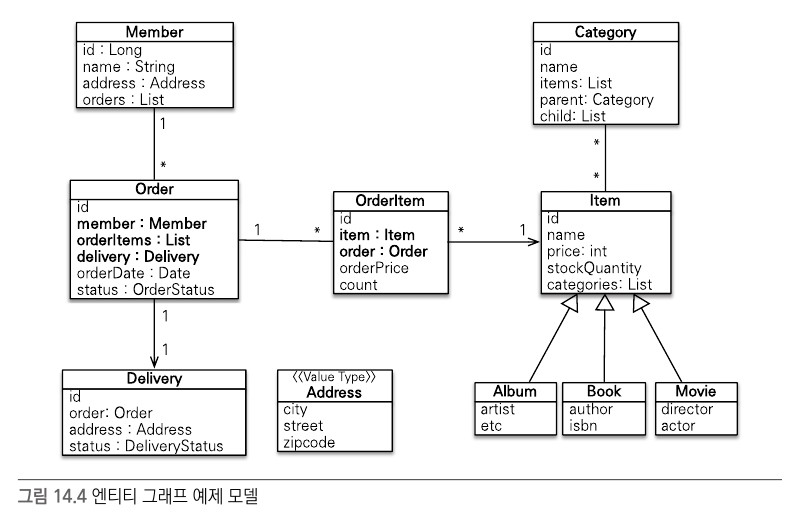 Member
id : Long
name : String
address : Address
orders : List
Category
id
name
items: List
parent: Category
child: List
1
*
*
*
Order
id
member : Member
orderItems : List
delivery : Delivery
orderDate : Date
status : OrderStatus
1
*
OrderItem
id
item : Item
order : Order
orderPrice
count
*
1
Item
id
name
price: int
stockQuantity
categories: List
1
1
Delivery
id
order: Order
address : Address
status : DeliveryStatus
《Value Type》
Address
city
street
zipcode
Album
artist
etc
Book
author
isbn
Movie
director
actor
그림 14.4 엔티티 그래프 예제 모델